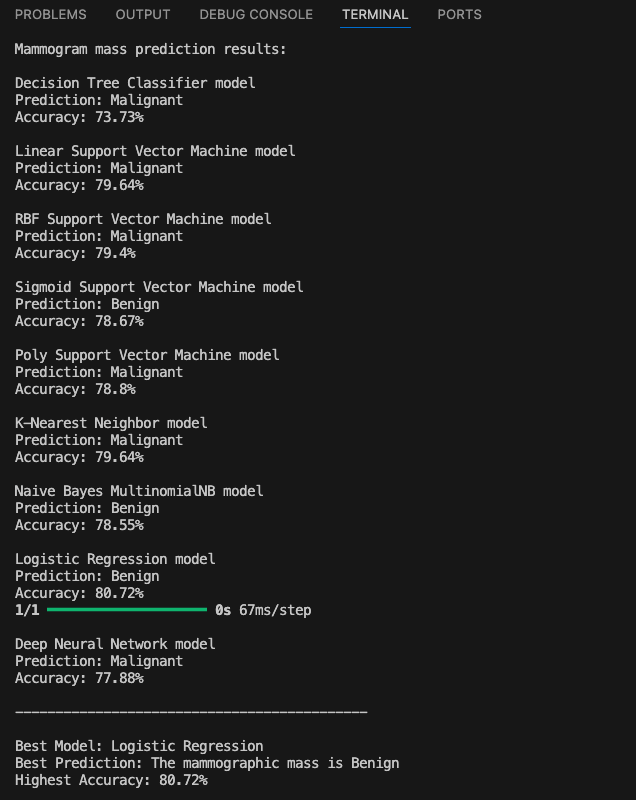 PROBLEMS OUTPUT DEBUG CONSOLE TERMINAL PORTS
Mammogram mass prediction results:
Decision Tree Classifier model
Prediction: Malignant
Accuracy: 73.73%
Linear Support Vector Machine model
Prediction: Malignant
Accuracy: 79.64%
RBF Support Vector Machine model
Prediction: Malignant
Accuracy: 79.4%
Sigmoid Support Vector Machine model
Prediction: Benign
Accuracy: 78.67%
Poly Support Vector Machine model
Prediction: Malignant
Accuracy: 78.8%
K-Nearest Neighbor model
Prediction: Malignant
Accuracy: 79.64%
Naive Bayes MultinomialNB model
Prediction: Benign
Accuracy: 78.55%
Logistic Regression model
Prediction: Benign
Accuracy: 80.72%
1/1 ━━━━━━━━━━━━━━━━━━━━ 0s 67ms/step
Deep Neural Network model
Prediction: Malignant
Accuracy: 77.88%
____________________________________________
Best Model: Logistic Regression
Best Prediction: The mammographic mass is Benign
Highest Accuracy: 80.72%